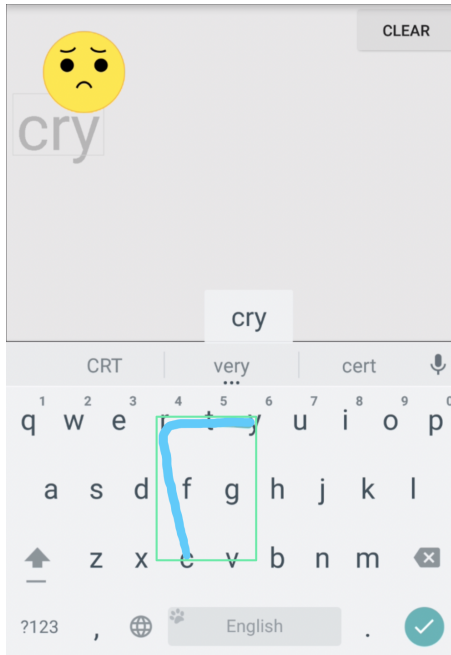 CLEAR
cry
cry
CRT very cert
1 2 3 4 5 6 7 8 9 0
q w e r t y u i o p
a s d f g h j k l
z x c v b n m
?123 , English .